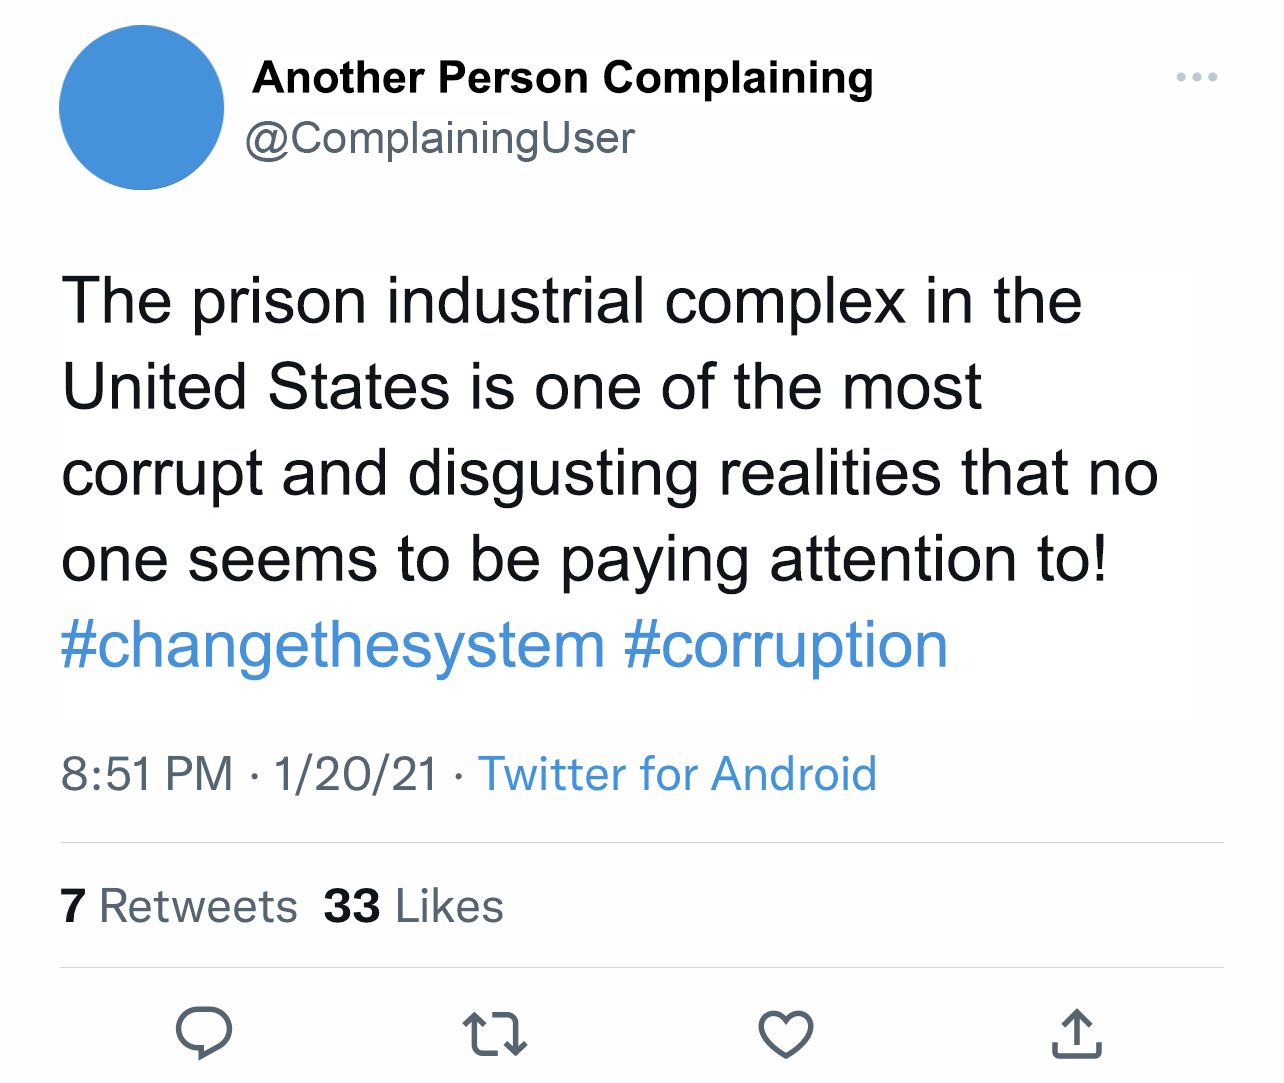 Another Person Complaining
@ComplainingUser
The prison industrial complex in the
United States is one of the most
corrupt and disgusting realities that no
one seems to be paying attention to!
#changethesystem #corruption
8:51 PM · 1/20/21 · Twitter for Android
7 Retweets 33 Likes